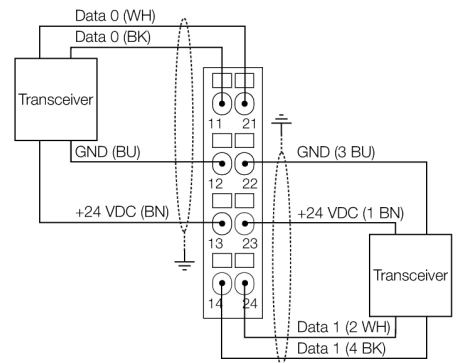 Data 0 (WH)
Data 0 (BK)
Transceiver
11 21
GND (BU)
GND (3 BU)
12 22
+24 VDC (BN)
+24 VDC (1 BN)
13 23
Transceiver
14 24
Data 1 (2 WH)
Data 1 (4 BK)